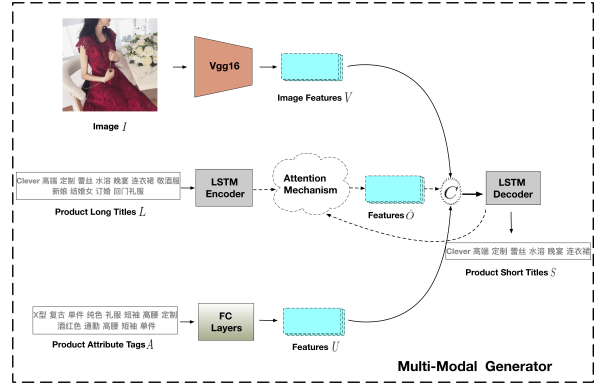 Vgg16
Image Features V
Image I
Clever 高端 定制 蕾丝 水溶 晚宴 连衣裙 敬酒服
新娘 结婚女 订婚 回门礼服
Product Long Titles L
LSTM
Encoder
Attention
Mechanism
Features Ô
C
LSTM
Decoder
Clever 高端 定制 蕾丝 水溶 晚宴 连衣裙
Product Short Titles S
X型 复古 单件 纯色 礼服 短袖 高腰 定制
酒红色 通勤 高腰 短袖 单件
Product Attribute Tags A
FC
Layers
Features U
Multi-Modal Generator